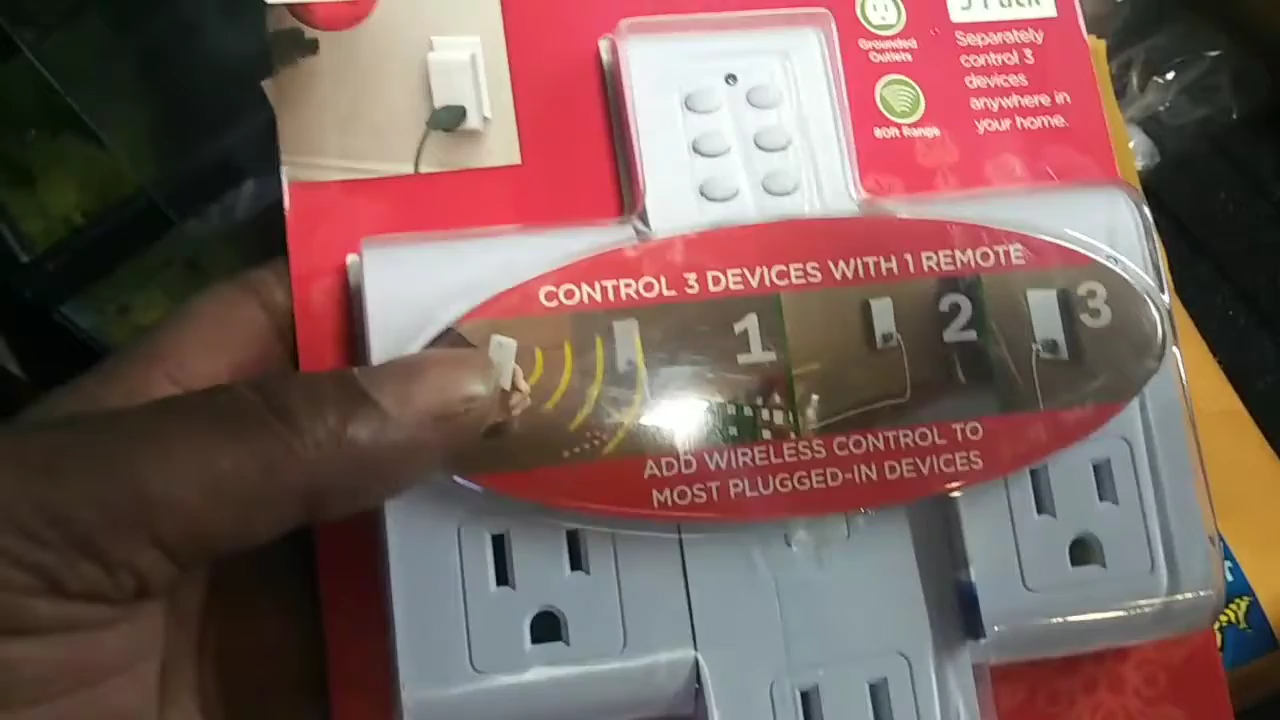 Grounded
Outlets
80ft Range
Separately
control 3
devices
anywhere in
your home.
CONTROL 3 DEVICES WITH 1 REMOTE
1
2
3
ADD WIRELESS CONTROL TO
MOST PLUGGED-IN DEVICES